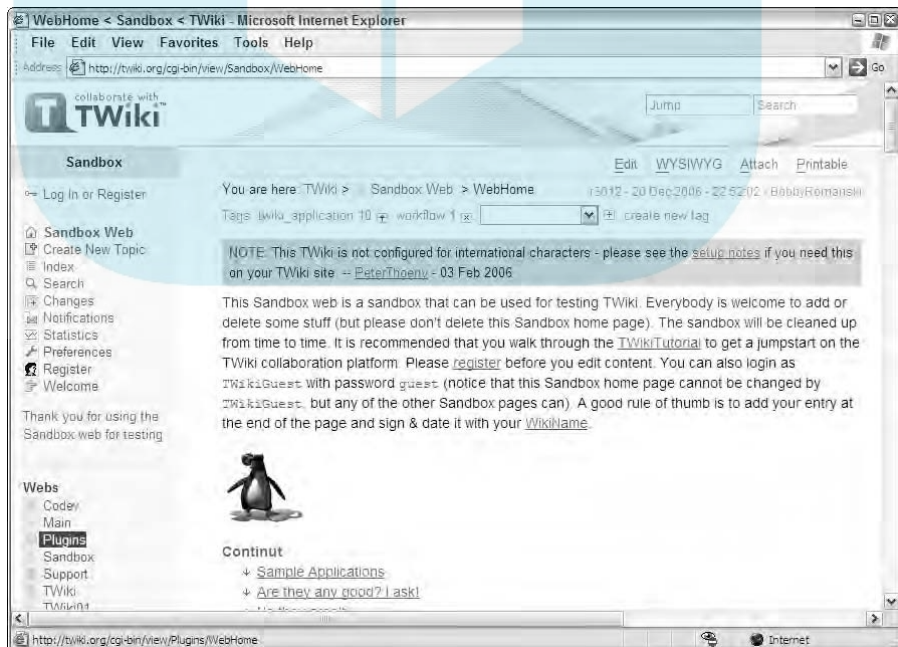 WebHome < Sandbox < TWiki - Microsoft Internet Explorer
File Edit View Favorites Tools Help
Address http://twiki.org/cgi-bin/view/Sandbox/WebHome Go
collaborate with
TWiki™
Jump Search
Sandbox
Edit WYSIWYG Attach Printable
Log In or Register
You are here: TWiki > Sandbox Web > WebHome
20 Dec 2006 - 22:52:02 - BobbyRomanski
Tags: twiki_application 10 workflow 1 create new tag
Sandbox Web
Create New Topic
Index
Search
Changes
Notifications
Statistics
Preferences
Register
Welcome
Thank you for using the
Sandbox web for testing
Webs
Codev
Main
Plugins
Sandbox
Support
TWiki
TWiki04
NOTE: This TWiki is not configured for international characters - please see the setup notes if you need this
on your TWiki site. -- PeterThoeny - 03 Feb 2006
This Sandbox web is a sandbox that can be used for testing TWiki. Everybody is welcome to add or
delete some stuff (but please don't delete this Sandbox home page). The sandbox will be cleaned up
from time to time. It is recommended that you walk through the TWikiTutorial to get a jumpstart on the
TWiki collaboration platform. Please register before you edit content. You can also login as
TWikiGuest with password guest (notice that this Sandbox home page cannot be changed by
TWikiGuest, but any of the other Sandbox pages can). A good rule of thumb is to add your entry at
the end of the page and sign & date it with your WikiName.
Continut
Sample Applications
Are they any good? I ask!
http://twiki.org/cgi-bin/view/Plugins/WebHome
Internet